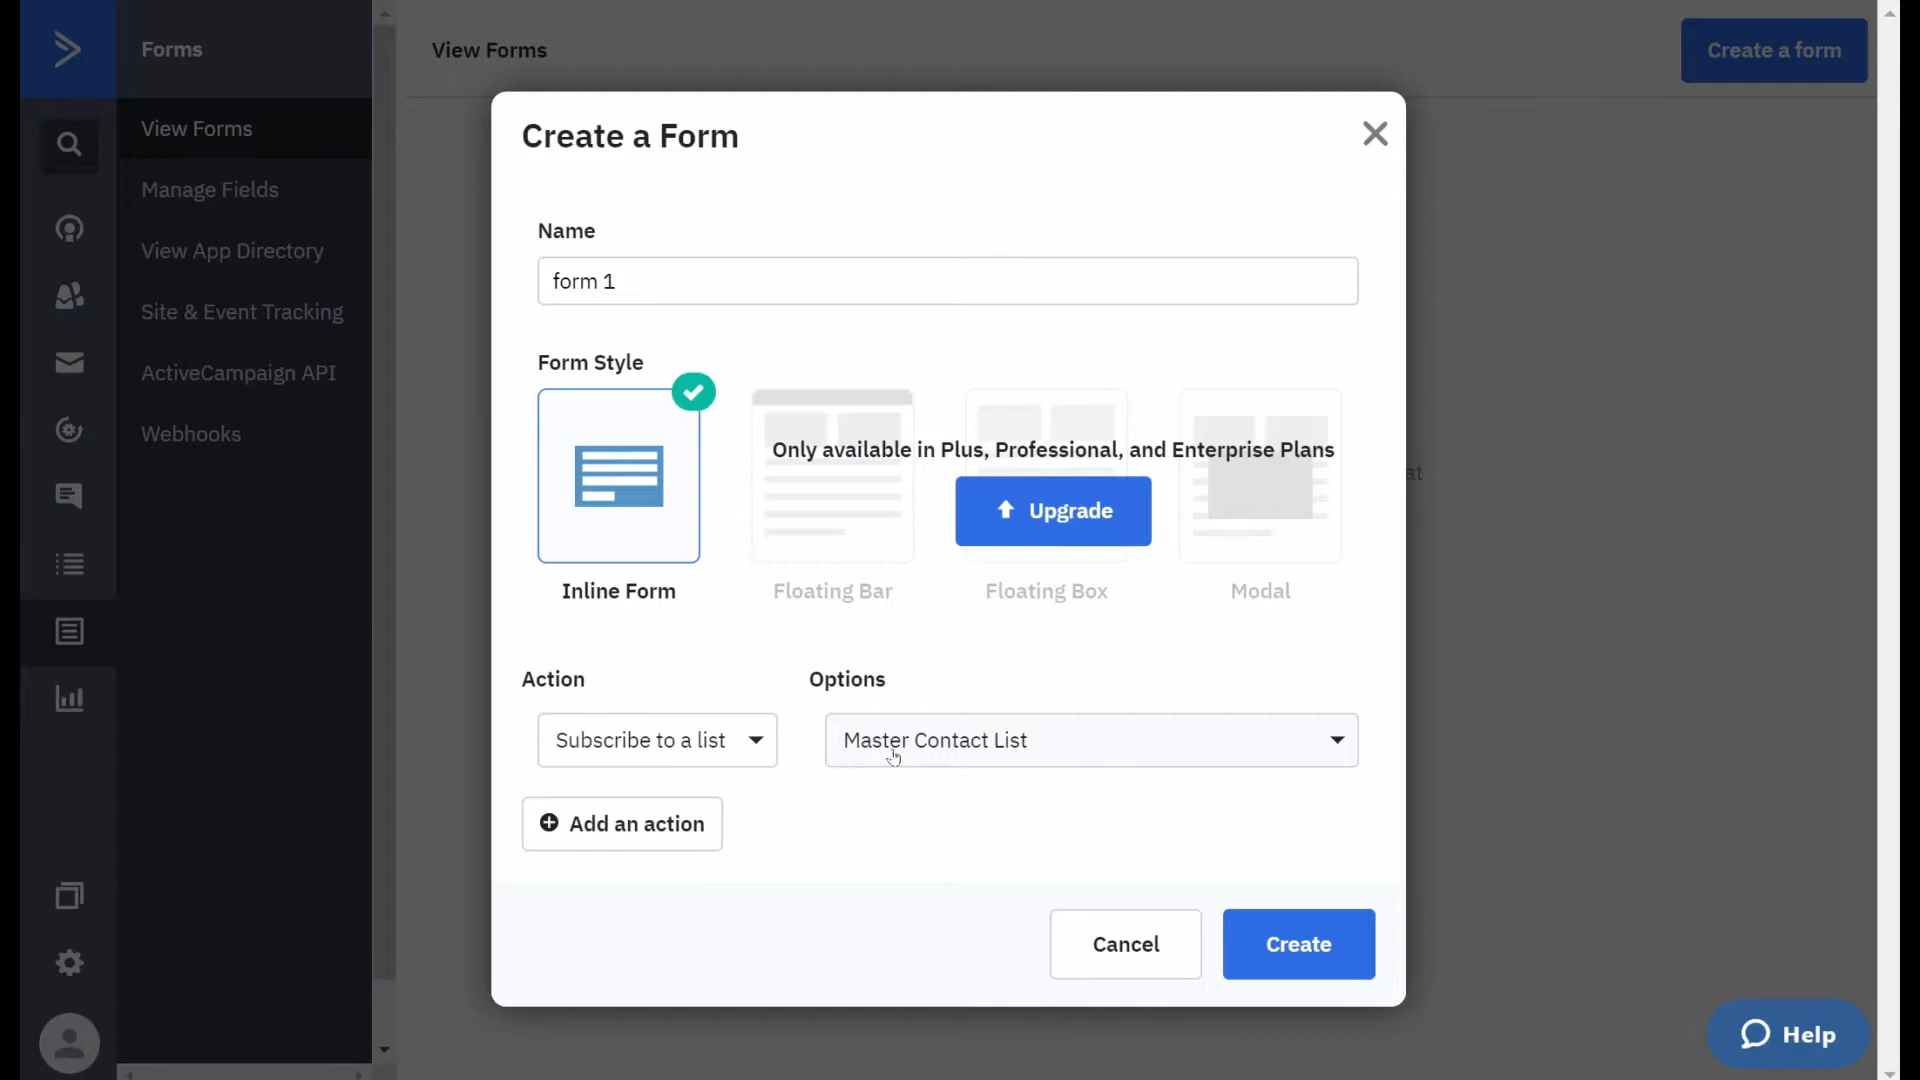 Forms
View Forms
Manage Fields
View App Directory
Site & Event Tracking
ActiveCampaign API
Webhooks
View Forms
Create a form
Create a Form
Name
form 1
Form Style
Only available in Plus, Professional, and Enterprise Plans
Upgrade
Inline Form
Floating Bar
Floating Box
Modal
at
Action
Options
Subscribe to a list
Master Contact List
Add an action
Cancel
Create
Help